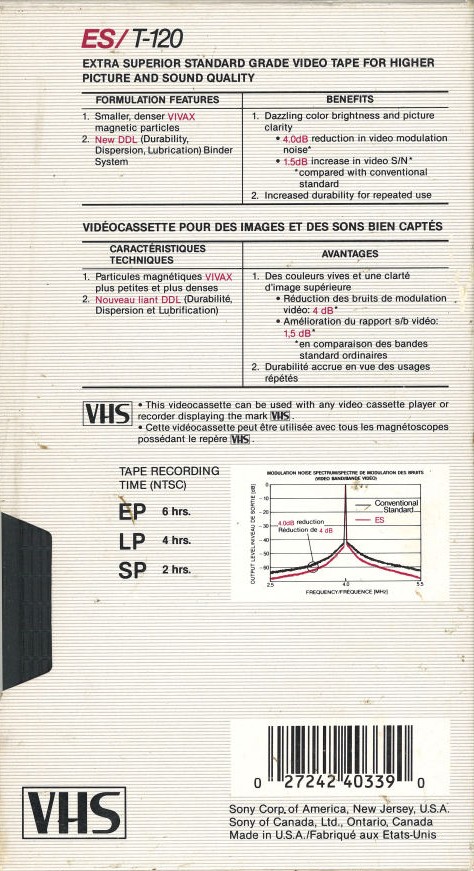 ES/T-120
EXTRA SUPERIOR STANDARD GRADE VIDEO TAPE FOR HIGHER
PICTURE AND SOUND QUALITY
FORMULATION FEATURES
1. Smaller, denser VIVAX
magnetic particles
2. New DDL (Durability,
Dispersion, Lubrication) Binder
System
BENEFITS
1. Dazzling color brightness and picture
clarity
• 4.0dB reduction in video modulation
noise*
• 1.5dB increase in video S/N*
*compared with conventional
standard
2. Increased durability for repeated use
VIDÉOCASSETTE POUR DES IMAGES ET DES SONS BIEN CAPTÉS
CARACTÉRISTIQUES
TECHNIQUES
1. Particules magnétiques VIVAX
plus petites et plus denses
2. Nouveau liant DDL (Durabilité,
Dispersion et Lubrification)
AVANTAGES
1. Des couleurs vives et une clarté
d'image supérieure
• Réduction des bruits de modulation
vidéo: 4 dB*
• Amélioration du rapport s/b vidéo:
1,5 dB*
*en comparaison des bandes
standard ordinaires
2. Durabilité accrue en vue des usages
répétés
VHS
• This videocassette can be used with any video cassette player or
recorder displaying the mark VHS.
• Cette vidéocassette peut être utilisée avec tous les magnétoscopes
possédant le repère VHS.
TAPE RECORDING
TIME (NTSC)
EP 6 hrs.
LP 4 hrs.
SP 2 hrs.
MODULATION NOISE SPECTRUM/SPECTRE DE MODULATION DES BRUITS
(VIDEO BAND/BANDE VIDÉO)
OUTPUT LEVEL/NIVEAU DE SORTIE [dB]
0
-10
-20
-30
-40
-50
-60
Conventional
Standard
ES
4.0dB reduction
Réduction de 4 dB
2.5 4.0 5.5
FREQUENCY/FRÉQUENCE [MHz]
0 27242 40339 0
VHS
Sony Corp. of America, New Jersey, U.S.A.
Sony of Canada, Ltd., Ontario, Canada
Made in U.S.A./Fabriqué aux Etats-Unis